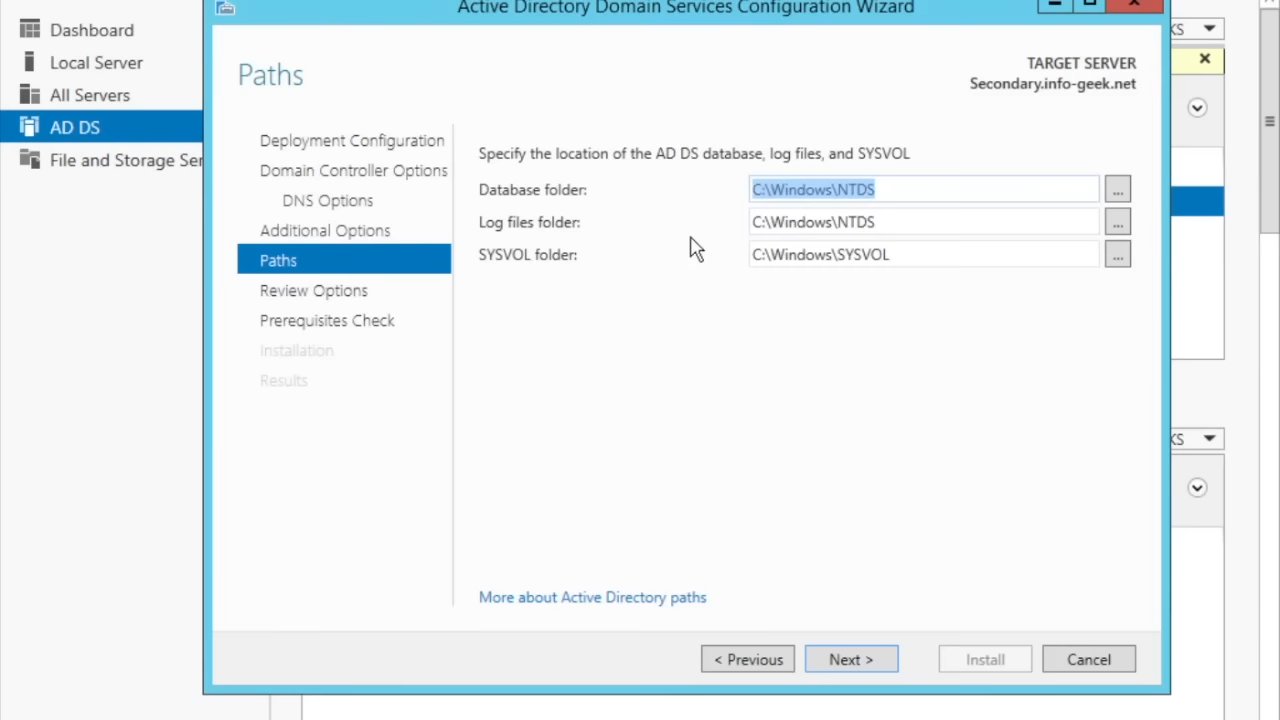 Active Directory Domain Services Configuration Wizard
Dashboard
Local Server
All Servers
AD DS
File and Storage Ser
Paths
TARGET SERVER
Secondary.info-geek.net
Deployment Configuration
Domain Controller Options
DNS Options
Additional Options
Paths
Review Options
Prerequisites Check
Installation
Results
Specify the location of the AD DS database, log files, and SYSVOL
Database folder: C:\Windows\NTDS ...
Log files folder: C:\Windows\NTDS ...
SYSVOL folder: C:\Windows\SYSVOL ...
More about Active Directory paths
< Previous Next > Install Cancel